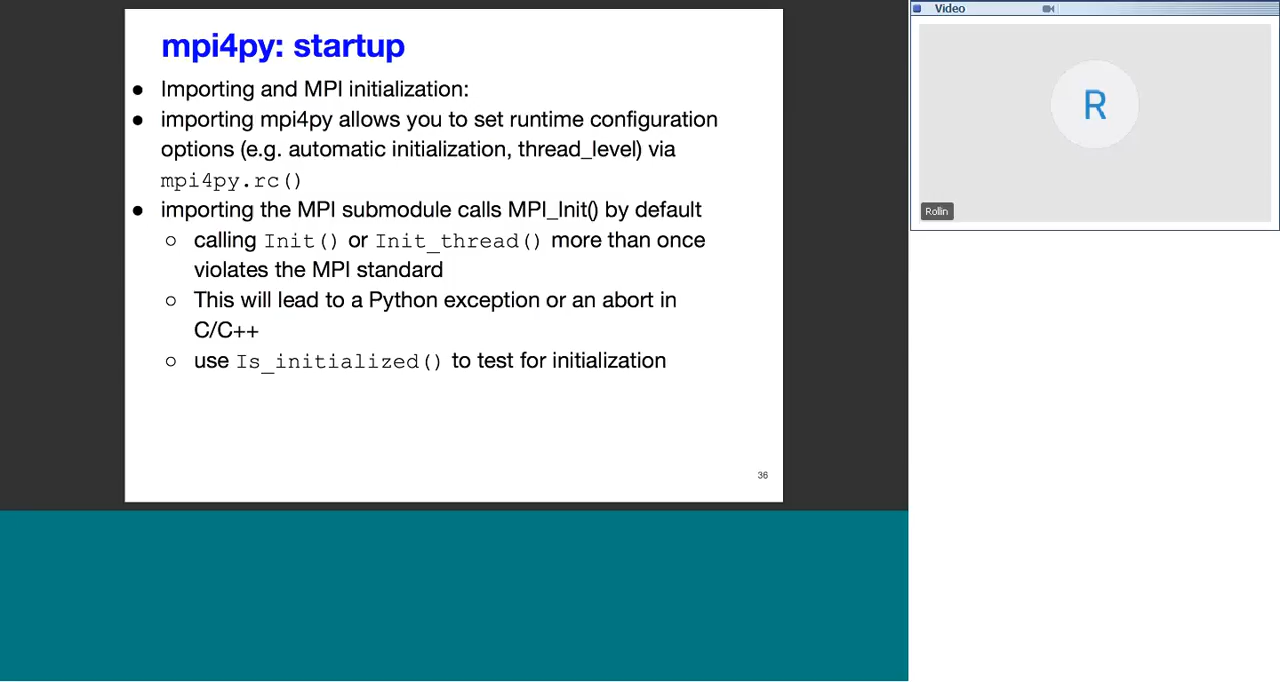 mpi4py: startup
● Importing and MPI initialization:
● importing mpi4py allows you to set runtime configuration
options (e.g. automatic initialization, thread_level) via
mpi4py.rc()
● importing the MPI submodule calls MPI_Init() by default
○ calling Init() or Init_thread() more than once
violates the MPI standard
○ This will lead to a Python exception or an abort in
C/C++
○ use Is_initialized() to test for initialization
36
Video
R
Rolin